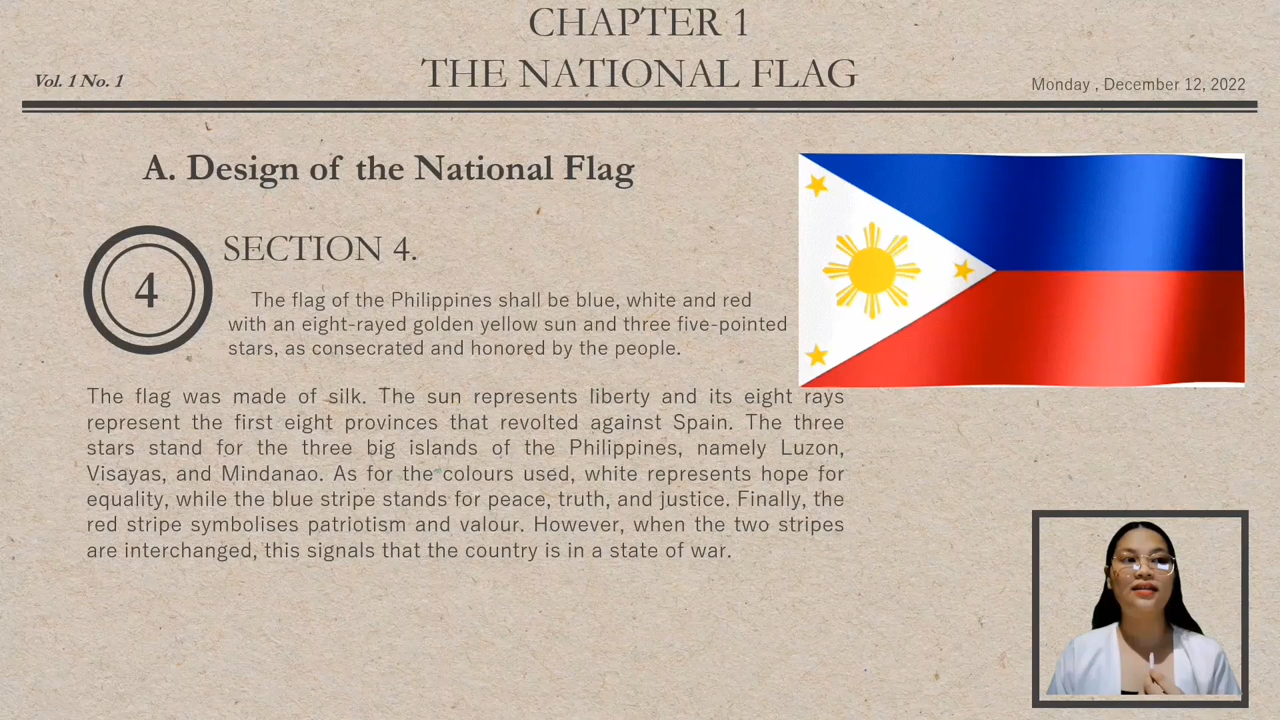 CHAPTER 1
THE NATIONAL FLAG
Vol. 1 No. 1
Monday , December 12, 2022
A. Design of the National Flag
4
SECTION 4.
The flag of the Philippines shall be blue, white and red
with an eight-rayed golden yellow sun and three five-pointed
stars, as consecrated and honored by the people.
The flag was made of silk. The sun represents liberty and its eight rays
represent the first eight provinces that revolted against Spain. The three
stars stand for the three big islands of the Philippines, namely Luzon,
Visayas, and Mindanao. As for the colours used, white represents hope for
equality, while the blue stripe stands for peace, truth, and justice. Finally, the
red stripe symbolises patriotism and valour. However, when the two stripes
are interchanged, this signals that the country is in a state of war.